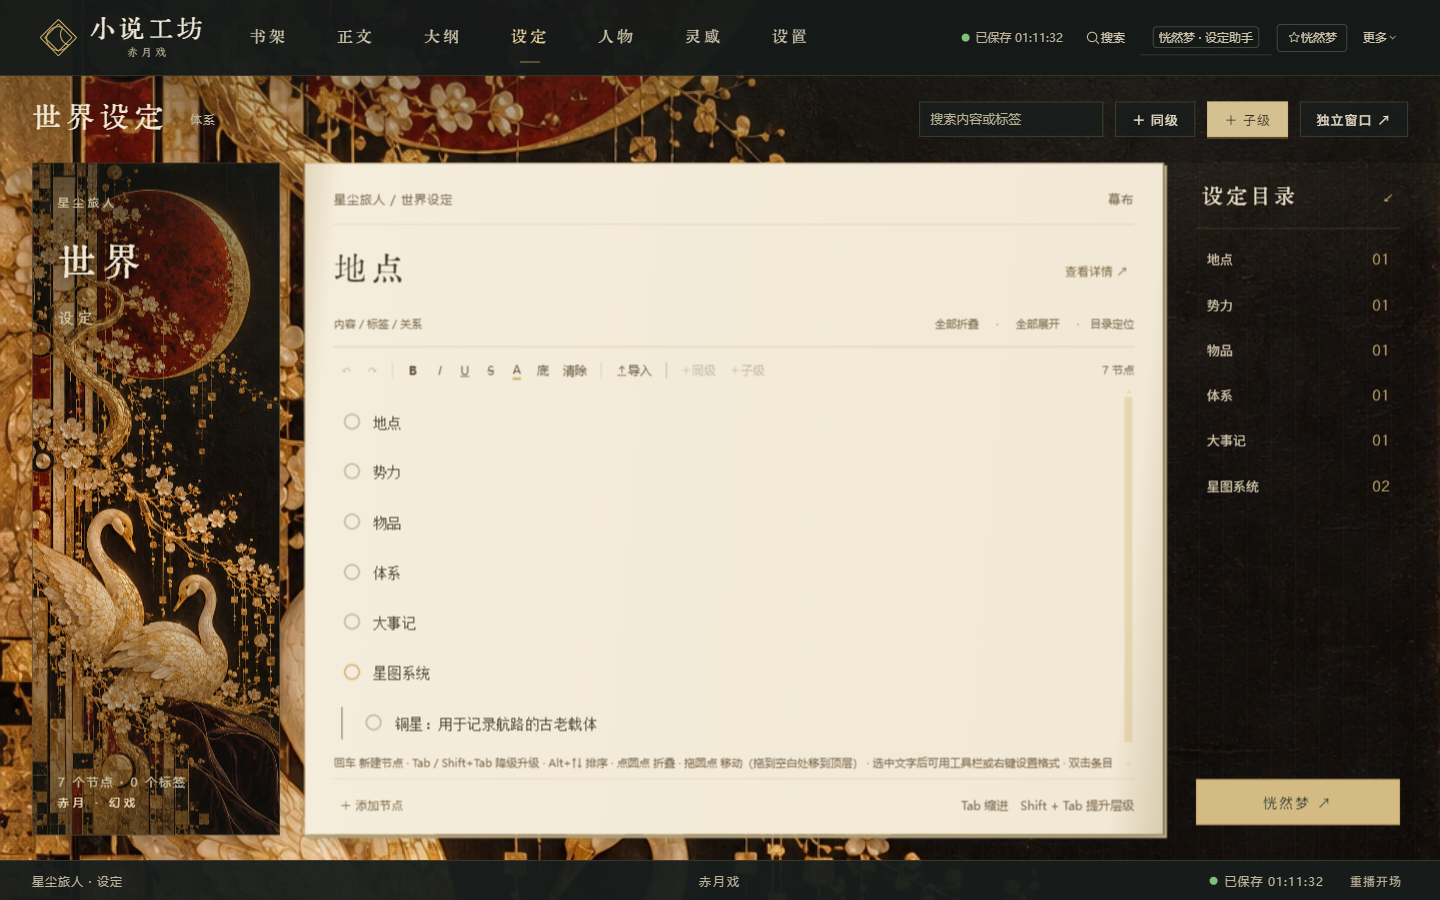 小说工坊
赤月戏
书架 正文 大纲 设定 人物 灵感 设置
已保存 01:11:32 搜索 恍然梦 · 设定助手 ☆恍然梦 更多
世界设定 体系
搜索内容或标签 + 同级 + 子级 独立窗口 ↗
星尘旅人
世界
设定
7 个节点 · 0 个标签
赤月 · 幻戏
星尘旅人 / 世界设定 幕布
地点 查看详情 ↗
内容 / 标签 / 关系 全部折叠 · 全部展开 · 目录定位
B I U S A 底 清除 导入 +同级 +子级 7 节点
地点
势力
物品
体系
大事记
星图系统
铜星：用于记录航路的古老载体
回车 新建节点 · Tab / Shift+Tab 降级升级 · Alt+↑↓ 排序 · 点圆点 折叠 · 拖圆点 移动（拖到空白处移到顶层） · 选中文字后可用工具栏或右键设置格式 · 双击条目
+ 添加节点 Tab 缩进 Shift + Tab 提升层级
设定目录 ↙
地点 01
势力 01
物品 01
体系 01
大事记 01
星图系统 02
恍然梦 ↗
星尘旅人 · 设定 赤月戏 已保存 01:11:32 重播开场